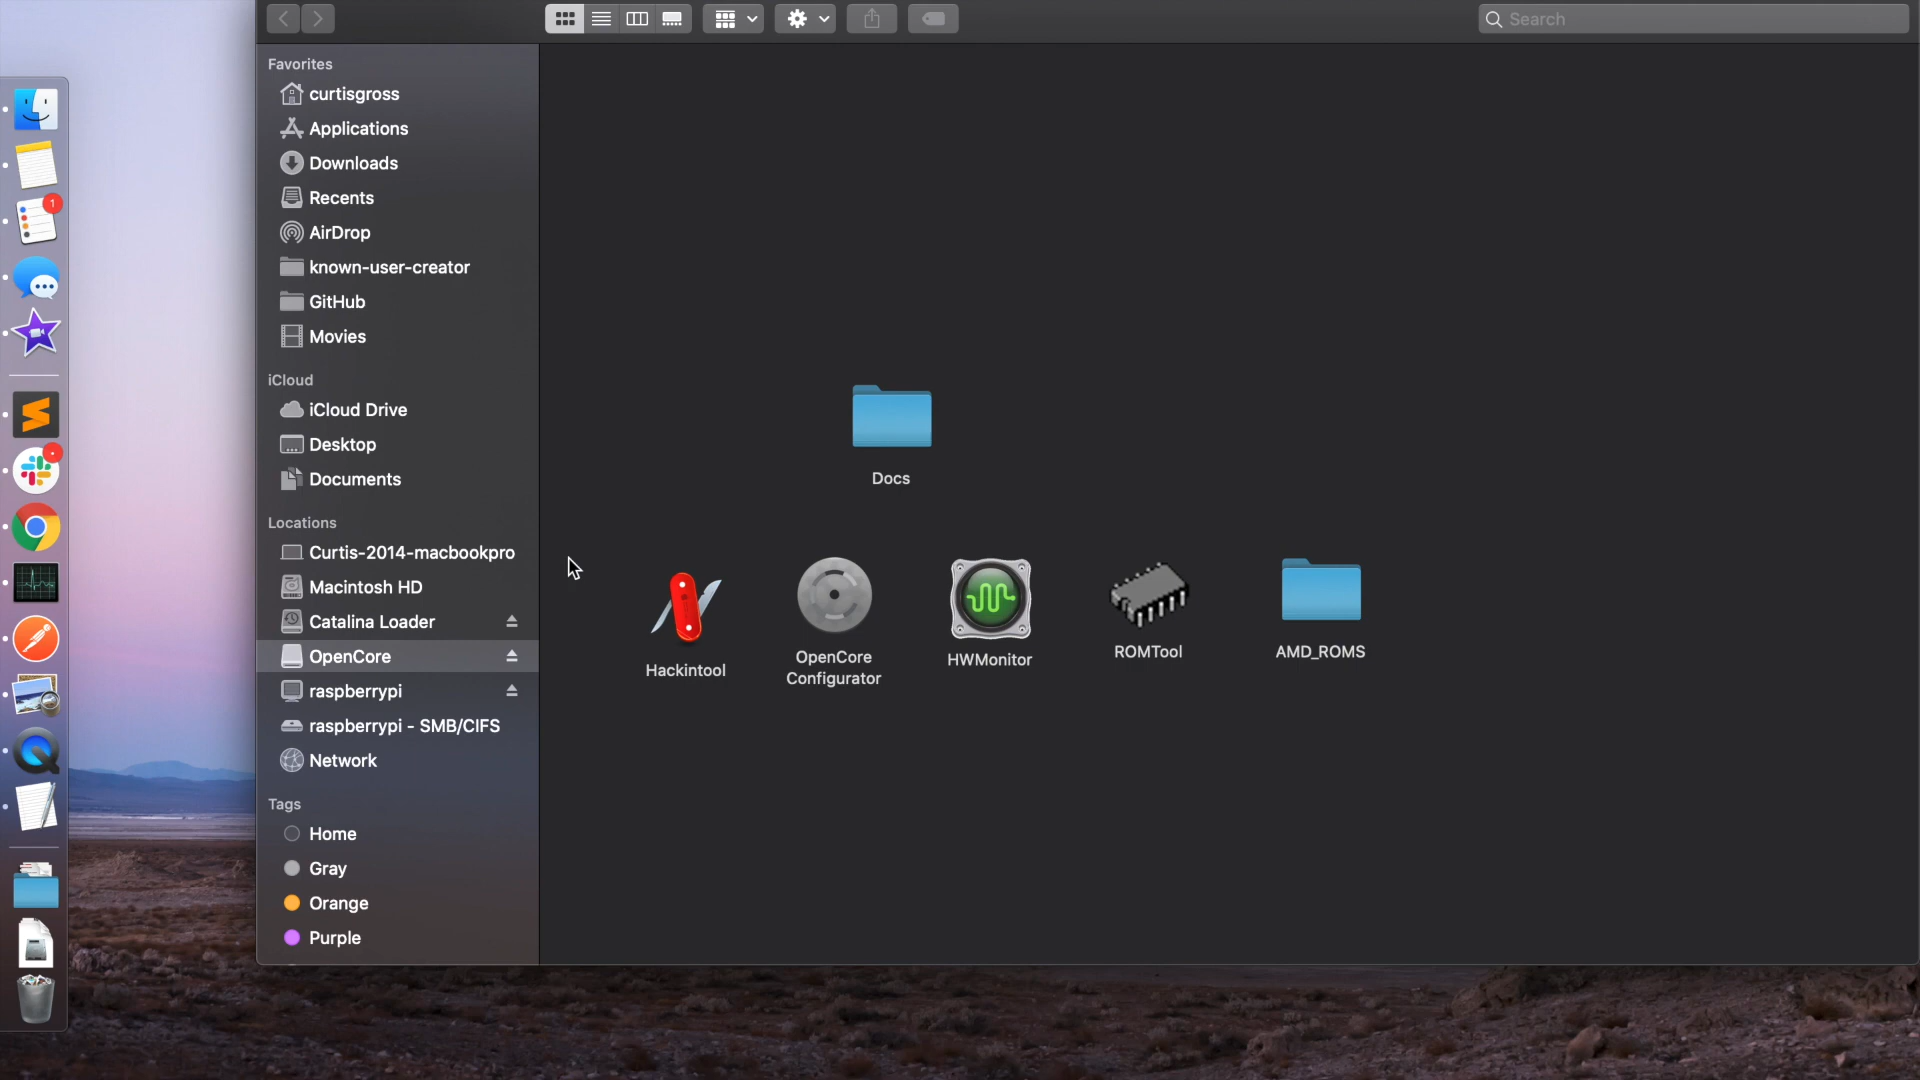 Search
Favorites
curtisgross
Applications
Downloads
Recents
AirDrop
known-user-creator
GitHub
Movies
iCloud
iCloud Drive
Desktop
Documents
Locations
Curtis-2014-macbookpro
Macintosh HD
Catalina Loader
OpenCore
raspberrypi
raspberrypi - SMB/CIFS
Network
Tags
Home
Gray
Orange
Purple
1
Docs
Hackintool
OpenCore
Configurator
HWMonitor
ROMTool
AMD_ROMS